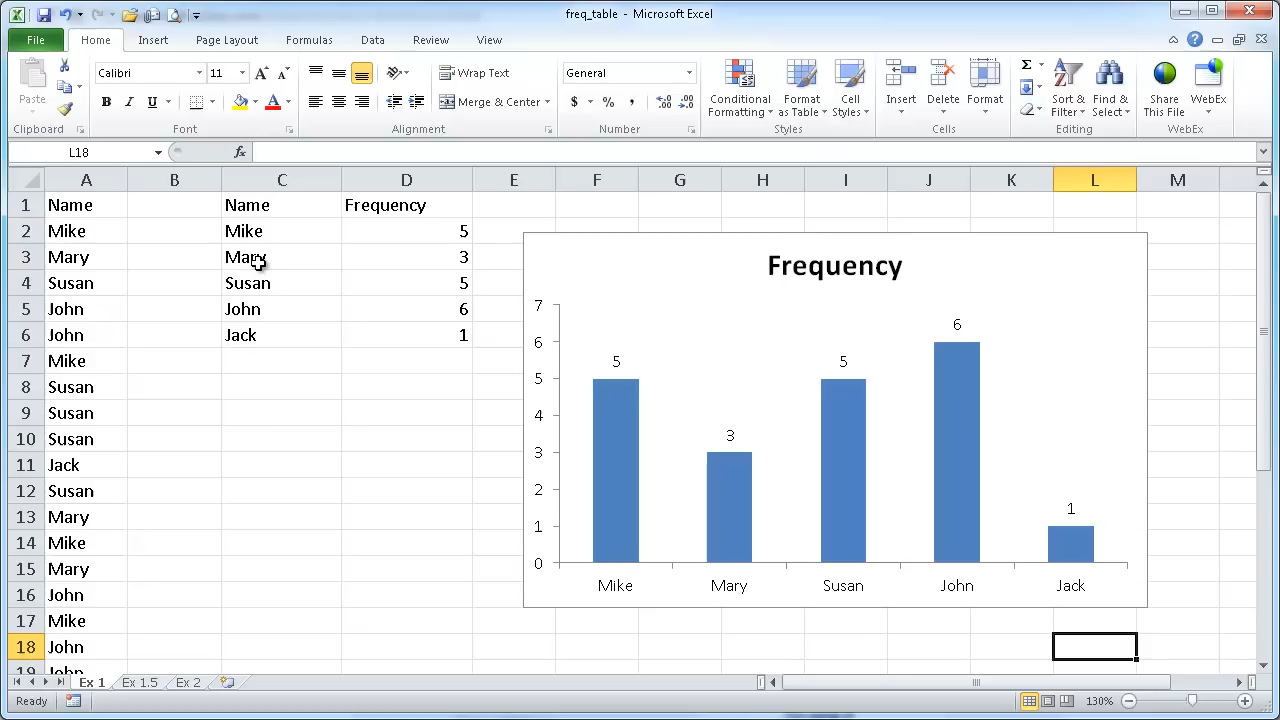 freq_table - Microsoft Excel
File Home Insert Page Layout Formulas Data Review View
Calibri 11 Wrap Text General
Paste Merge & Center $ % , Conditional Formatting Format as Table Cell Styles Insert Delete Format Sort & Filter Find & Select Share This File WebEx
Clipboard Font Alignment Number Styles Cells Editing WebEx
L18 fx
A B C D E F G H I J K L M
1 Name Name Frequency
2 Mike Mike 5
3 Mary Mary 3
4 Susan Susan 5
5 John John 6
6 John Jack 1
7 Mike
8 Susan
9 Susan
10 Susan
11 Jack
12 Susan
13 Mary
14 Mike
15 Mary
16 John
17 Mike
18 John
19 John
Frequency
7
6
5
4
3
2
1
0
5 3 5 6 1
Mike Mary Susan John Jack
Ex 1 Ex 1.5 Ex 2
Ready 130%